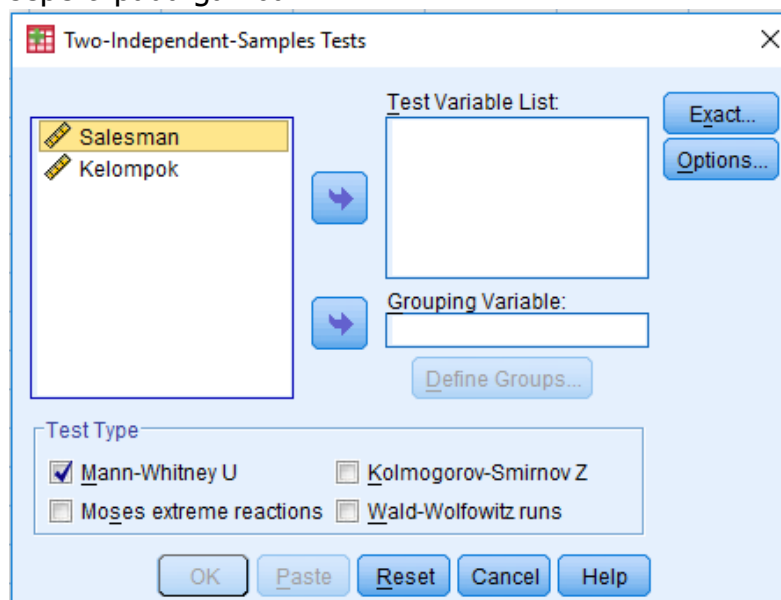 Two-Independent-Samples Tests
Test Variable List:
Exact...
Salesman
Options...
Kelompok
Grouping Variable:
Define Groups...
Test Type
Mann-Whitney U
Kolmogorov-Smirnov Z
Moses extreme reactions
Wald-Wolfowitz runs
OK
Paste
Reset
Cancel
Help